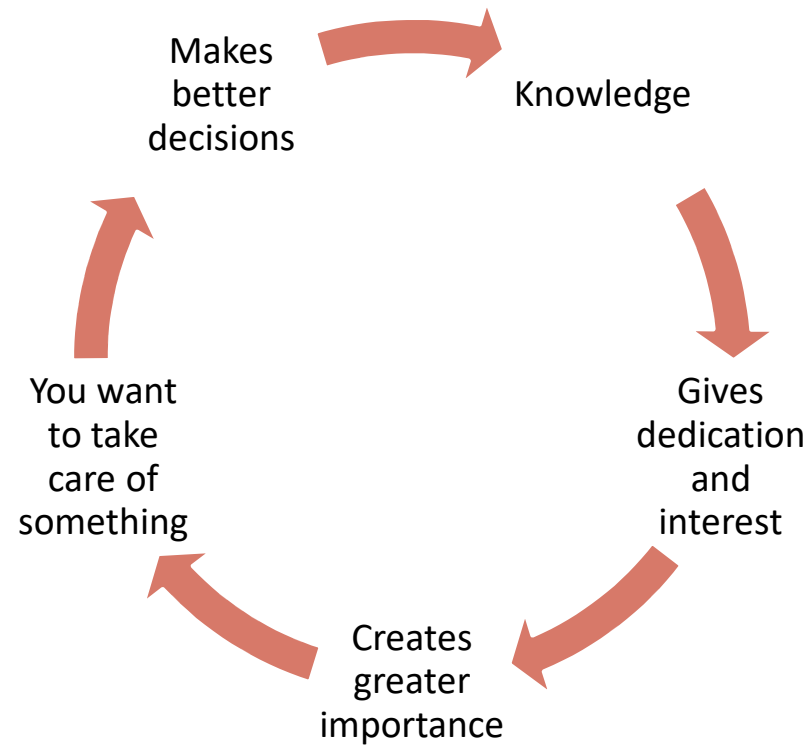 Makes
better
decisions
Knowledge
Gives
dedication
and
interest
Creates
greater
importance
You want
to take
care of
something